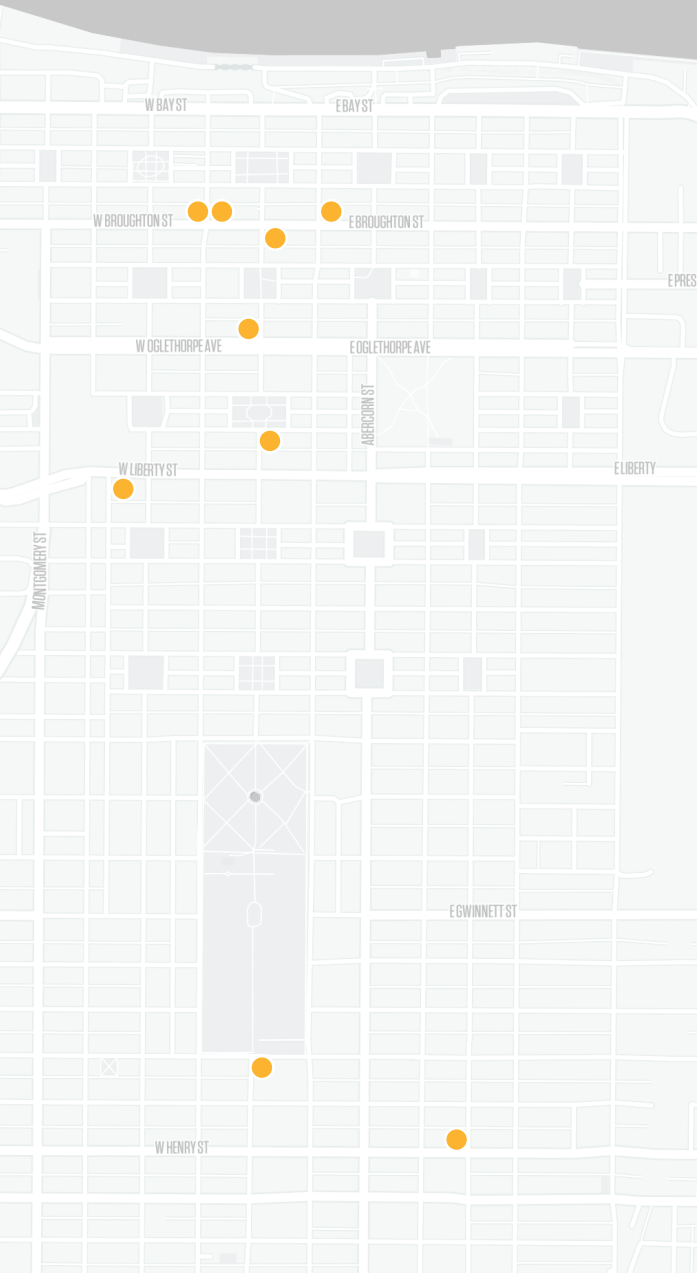 W BAY ST
E BAY ST
W BROUGHTON ST
E BROUGHTON ST
E PRES
W OGLETHORPE AVE
E OGLETHORPE AVE
ABERCORN ST
W LIBERTY ST
E LIBERTY
MONTGOMERY ST
E GWINNETT ST
W HENRY ST